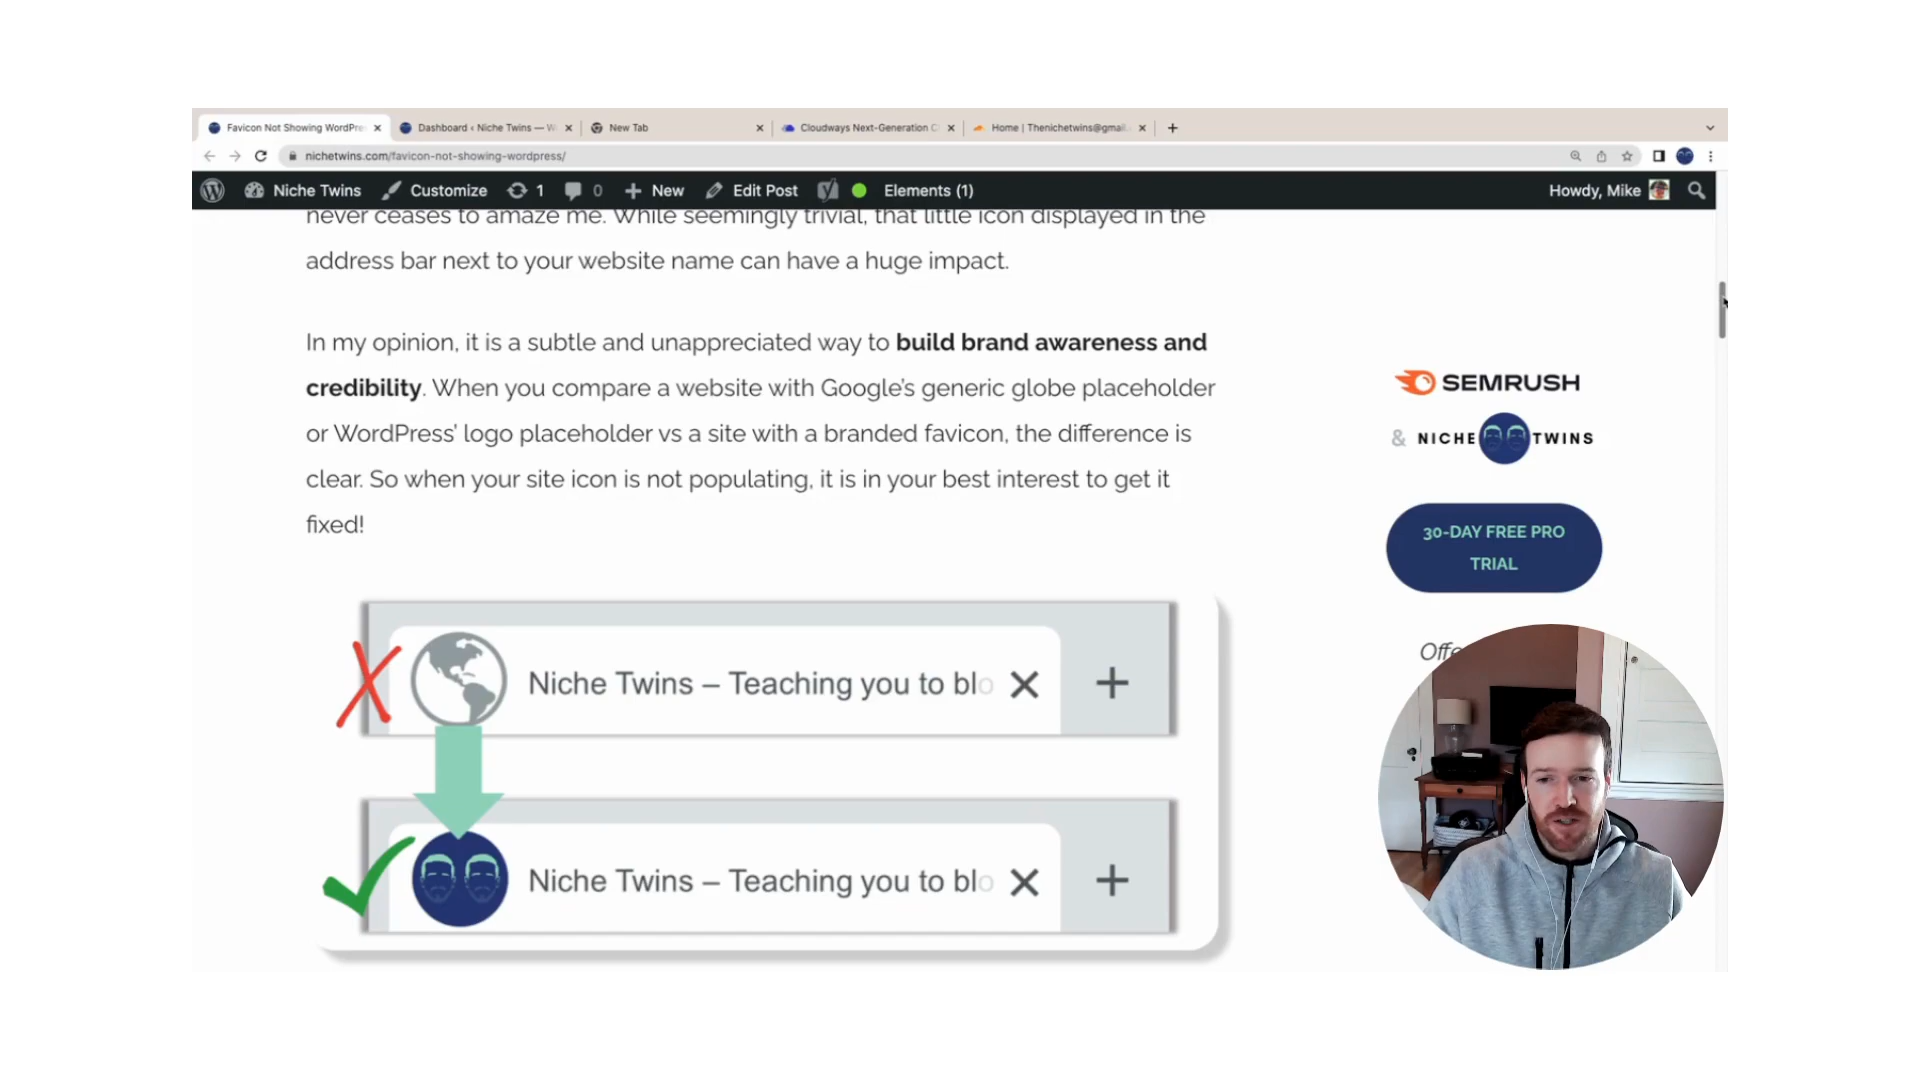 Favicon Not Showing WordPre
Dashboard ‹ Niche Twins — W
New Tab
Cloudways Next-Generation C
Home | Thenichetwins@gmail.
nichetwins.com/favicon-not-showing-wordpress/
Niche Twins
Customize
1
0
New
Edit Post
Elements (1)
Howdy, Mike
never ceases to amaze me. While seemingly trivial, that little icon displayed in the
address bar next to your website name can have a huge impact.
In my opinion, it is a subtle and unappreciated way to build brand awareness and
credibility. When you compare a website with Google’s generic globe placeholder
or WordPress’ logo placeholder vs a site with a branded favicon, the difference is
clear. So when your site icon is not populating, it is in your best interest to get it
fixed!
SEMRUSH
& NICHE TWINS
30-DAY FREE PRO
TRIAL
Offe
Niche Twins – Teaching you to blo
Niche Twins – Teaching you to blo